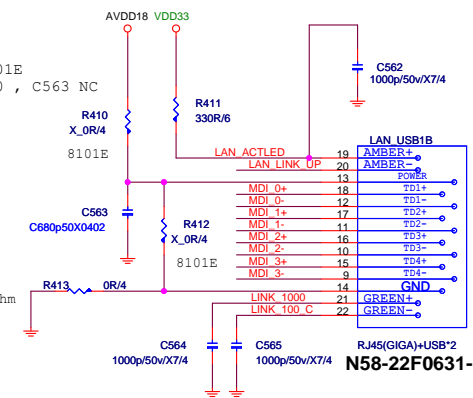 AVDD18 VDD33
01E
, C563 NC
C562
1000p/50v/X7/4
R410
X_0R/4
R411
330R/6
8101E
LAN_USB1B
LAN_ACTLED 19 AMBER+
LAN_LINK_UP 20 AMBER-
13 POWER
MDI_0+ 18 TD1+
MDI_0- 12 TD1-
MDI_1+ 17 TD2+
MDI_1- 11 TD2-
MDI_2+ 16 TD3+
MDI_2- 10 TD3-
MDI_3+ 15 TD4+
MDI_3- 9 TD4-
14 GND
LINK_1000 21 GREEN+
LINK_100_C 22 GREEN-
C563
C680p50X0402
R412
X_0R/4
8101E
R413 0R/4
hm
C564
1000p/50v/X7/4
C565
1000p/50v/X7/4
RJ45(GIGA)+USB*2
N58-22F0631-